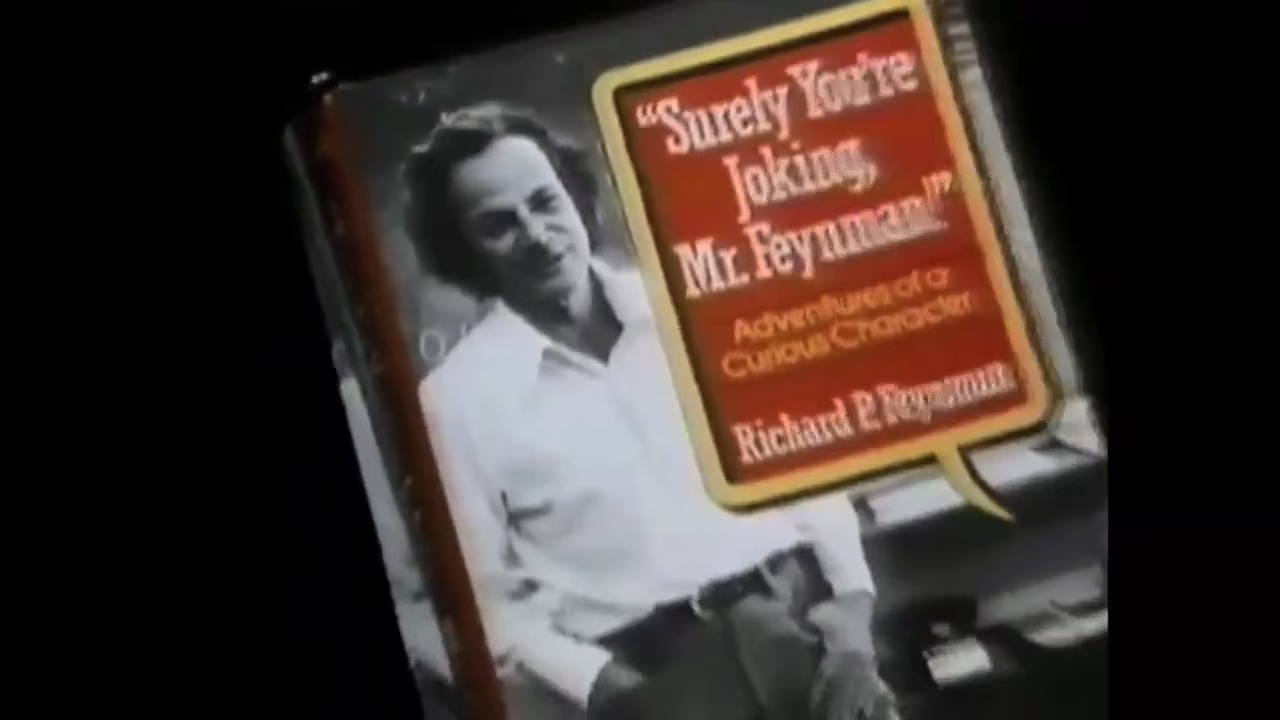 “Surely You're
Joking,
Mr. Feynman!”
Adventures of a
Curious Character
Richard P. Feynman